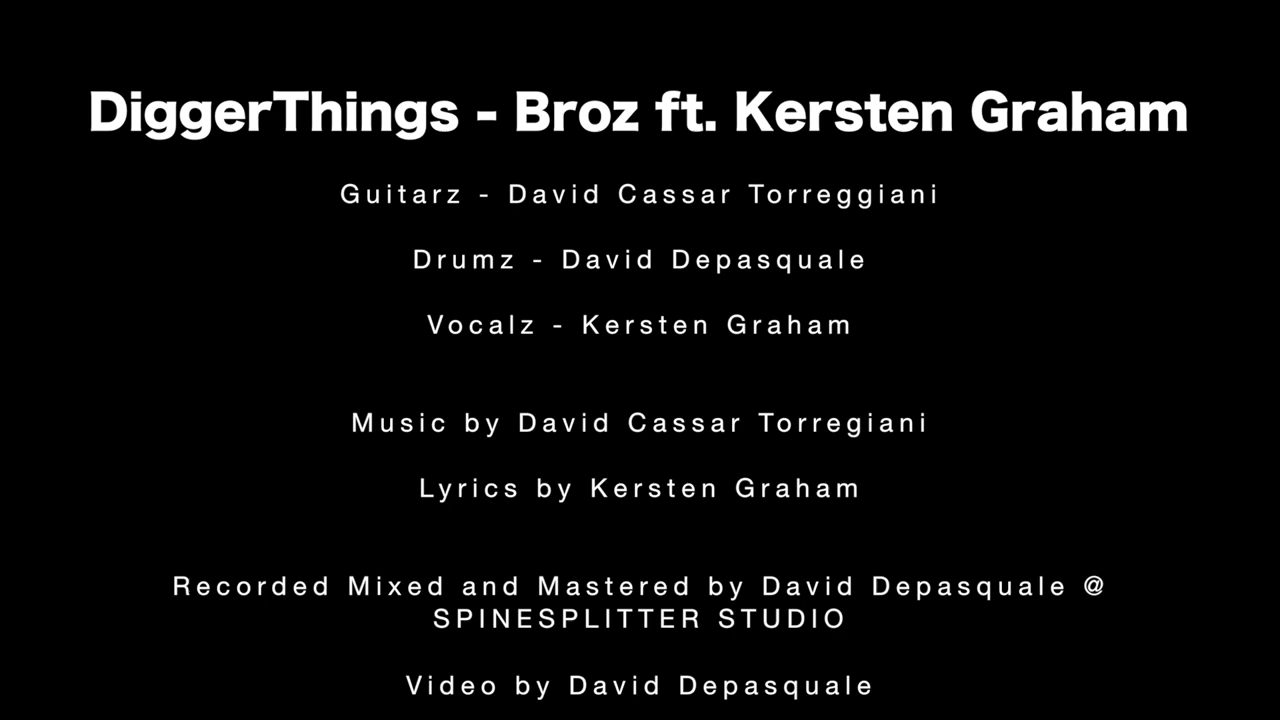 DiggerThings - Broz ft. Kersten Graham
Guitarz - David Cassar Torreggiani
Drumz - David Depasquale
Vocalz - Kersten Graham
Music by David Cassar Torregiani
Lyrics by Kersten Graham
Recorded Mixed and Mastered by David Depasquale @
SPINESPLITTER STUDIO
Video by David Depasquale